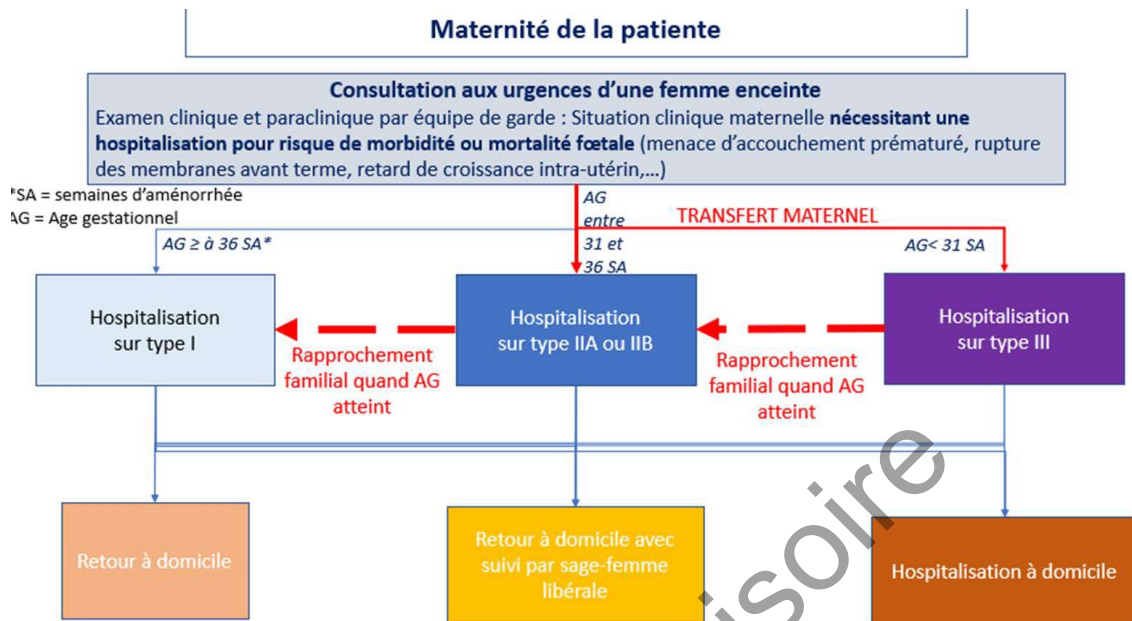 Maternité de la patiente
Consultation aux urgences d'une femme enceinte
Examen clinique et paraclinique par équipe de garde : Situation clinique maternelle nécessitant une
hospitalisation pour risque de morbidité ou mortalité fœtale (menace d'accouchement prématuré, rupture
des membranes avant terme, retard de croissance intra-utérin,...)
*SA = semaines d'aménorrhée
AG = Age gestationnel
AG
entre
31 et
36 SA
TRANSFERT MATERNEL
AG ≥ à 36 SA*
AG< 31 SA
Hospitalisation
sur type I
Rapprochement
familial quand AG
atteint
Hospitalisation
sur type IIA ou IIB
Rapprochement
familial quand AG
atteint
Hospitalisation
sur type III
Retour à domicile
Retour à domicile avec
suivi par sage-femme
libérale
Hospitalisation à domicile
isoire